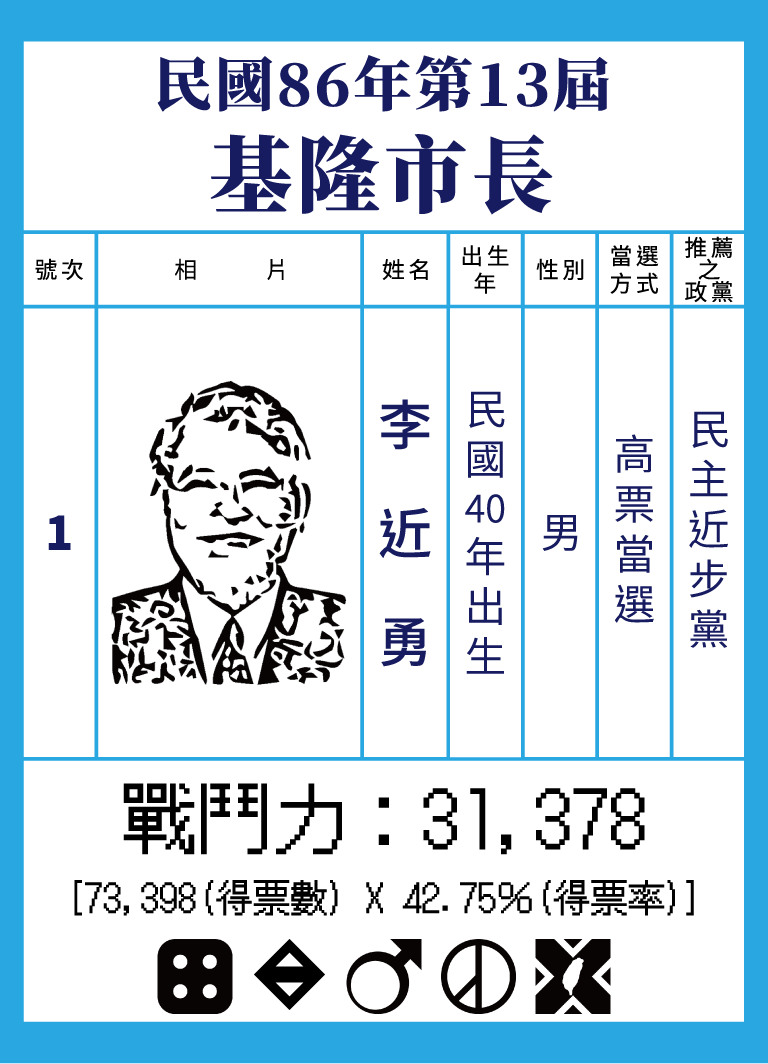 民國86年第13屆
基隆市長
號次
相 片
姓名
出生
年
性別
當選
方式
推薦
之
政黨
1
李近勇
民國40年出生
男
高票當選
民主近步黨
戰鬥力：31,378
[73,398(得票數) X 42.75%(得票率)]